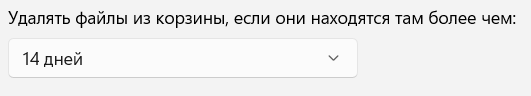 Удалять файлы из корзины, если они находятся там более чем:
14 дней